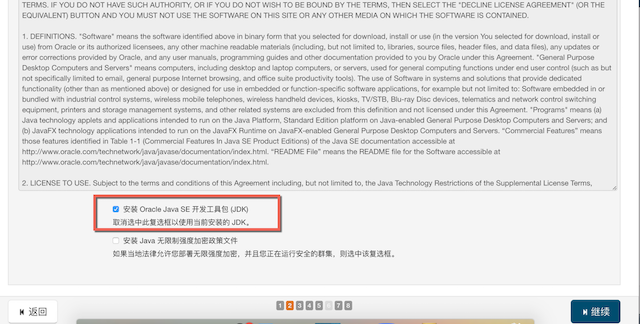 TERMS. IF YOU DO NOT HAVE SUCH AUTHORITY, OR IF YOU DO NOT WISH TO BE BOUND BY THE TERMS, THEN SELECT THE "DECLINE LICENSE AGREEMENT" (OR THE
EQUIVALENT) BUTTON AND YOU MUST NOT USE THE SOFTWARE ON THIS SITE OR ANY OTHER MEDIA ON WHICH THE SOFTWARE IS CONTAINED.
1. DEFINITIONS. "Software" means the software identified above in binary form that you selected for download, install or use (in the version You selected for download, install or
use) from Oracle or its authorized licensees, any other machine readable materials (including, but not limited to, libraries, source files, header files, and data files), any updates or
error corrections provided by Oracle, and any user manuals, programming guides and other documentation provided to you by Oracle under this Agreement. "General Purpose
Desktop Computers and Servers" means computers, including desktop and laptop computers, or servers, used for general computing functions under end user control (such as but
not specifically limited to email, general purpose Internet browsing, and office suite productivity tools). The use of Software in systems and solutions that provide dedicated
functionality (other than as mentioned above) or designed for use in embedded or function-specific software applications, for example but not limited to: Software embedded in or
bundled with industrial control systems, wireless mobile telephones, wireless handheld devices, kiosks, TV/STB, Blu-ray Disc devices, telematics and network control switching
equipment, printers and storage management systems, and other related systems are excluded from this definition and not licensed under this Agreement. "Programs" means (a)
Java technology applets and applications intended to run on the Java Platform, Standard Edition platform on Java-enabled General Purpose Desktop Computers and Servers; and
(b) JavaFX technology applications intended to run on the JavaFX Runtime on JavaFX-enabled General Purpose Desktop Computers and Servers. "Commercial Features" means
those features identified in Table 1-1 (Commercial Features In Java SE Product Editions) of the Java SE documentation accessible at
http://www.oracle.com/technetwork/java/javase/documentation/index.html. "README File" means the README file for the Software accessible at
http://www.oracle.com/technetwork/java/javase/documentation/index.html.
2. LICENSE TO USE. Subject to the terms and conditions of this Agreement including, but not limited to, the Java Technology Restrictions of the Supplemental License Terms,
安装 Oracle Java SE 开发工具包 (JDK)
取消选中此复选框以使用当前安装的 JDK。
安装 Java 无限制强度加密政策文件
如果当地法律允许您部署无限强度加密，并且您正在运行安全的群集，则选中该复选框。
1 2 3 4 5 6 7 8
返回
继续